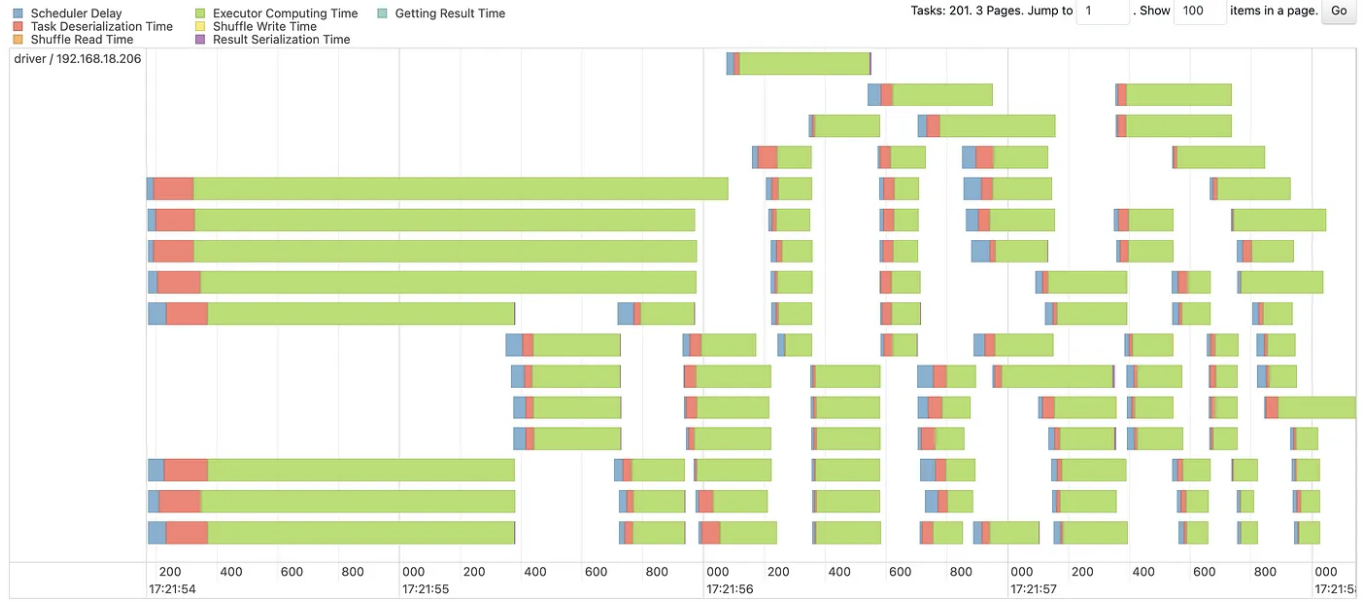 Scheduler Delay Executor Computing Time Getting Result Time
Task Deserialization Time Shuffle Write Time
Shuffle Read Time Result Serialization Time
Tasks: 201. 3 Pages. Jump to 1 . Show 100 items in a page. Go
driver / 192.168.18.206
200 400 600 800 000 200 400 600 800 000 200 400 600 800 000 200 400 600 800 000
17:21:54 17:21:55 17:21:56 17:21:57 17:21:5